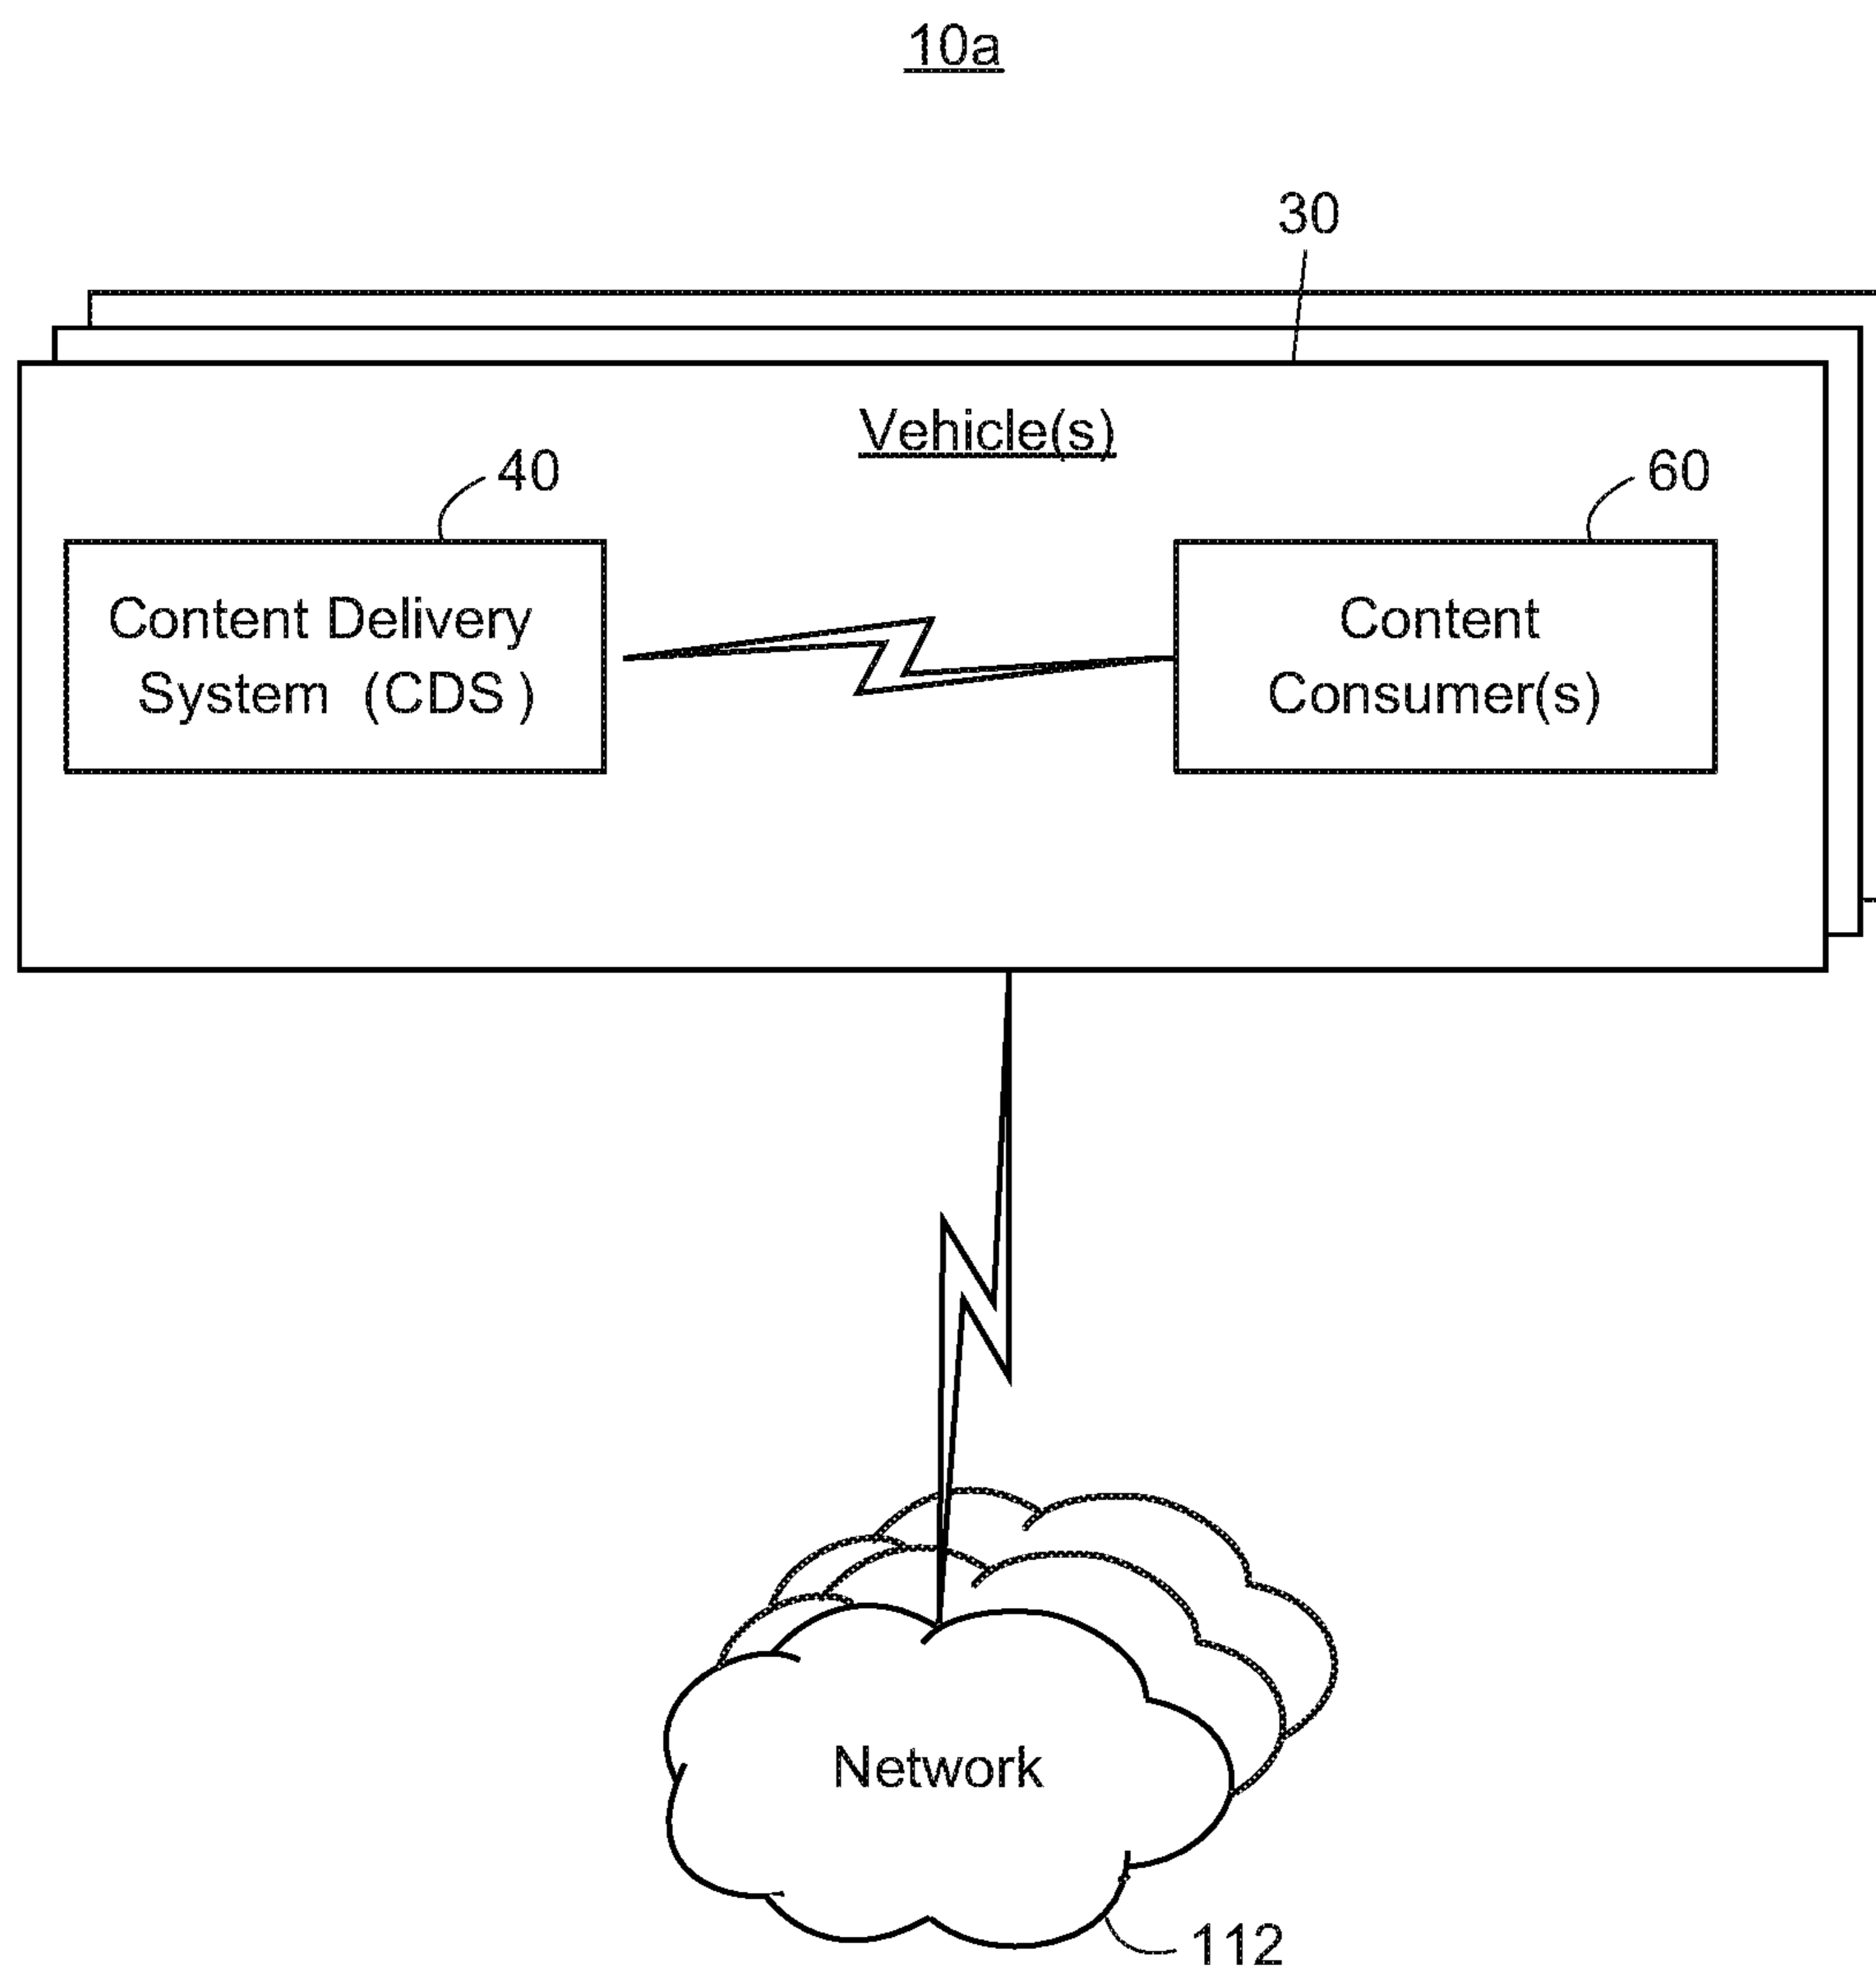 10a
30
Vehicle(s)
40
60
Content Delivery
System (CDS)
Content
Consumer(s)
Network
112